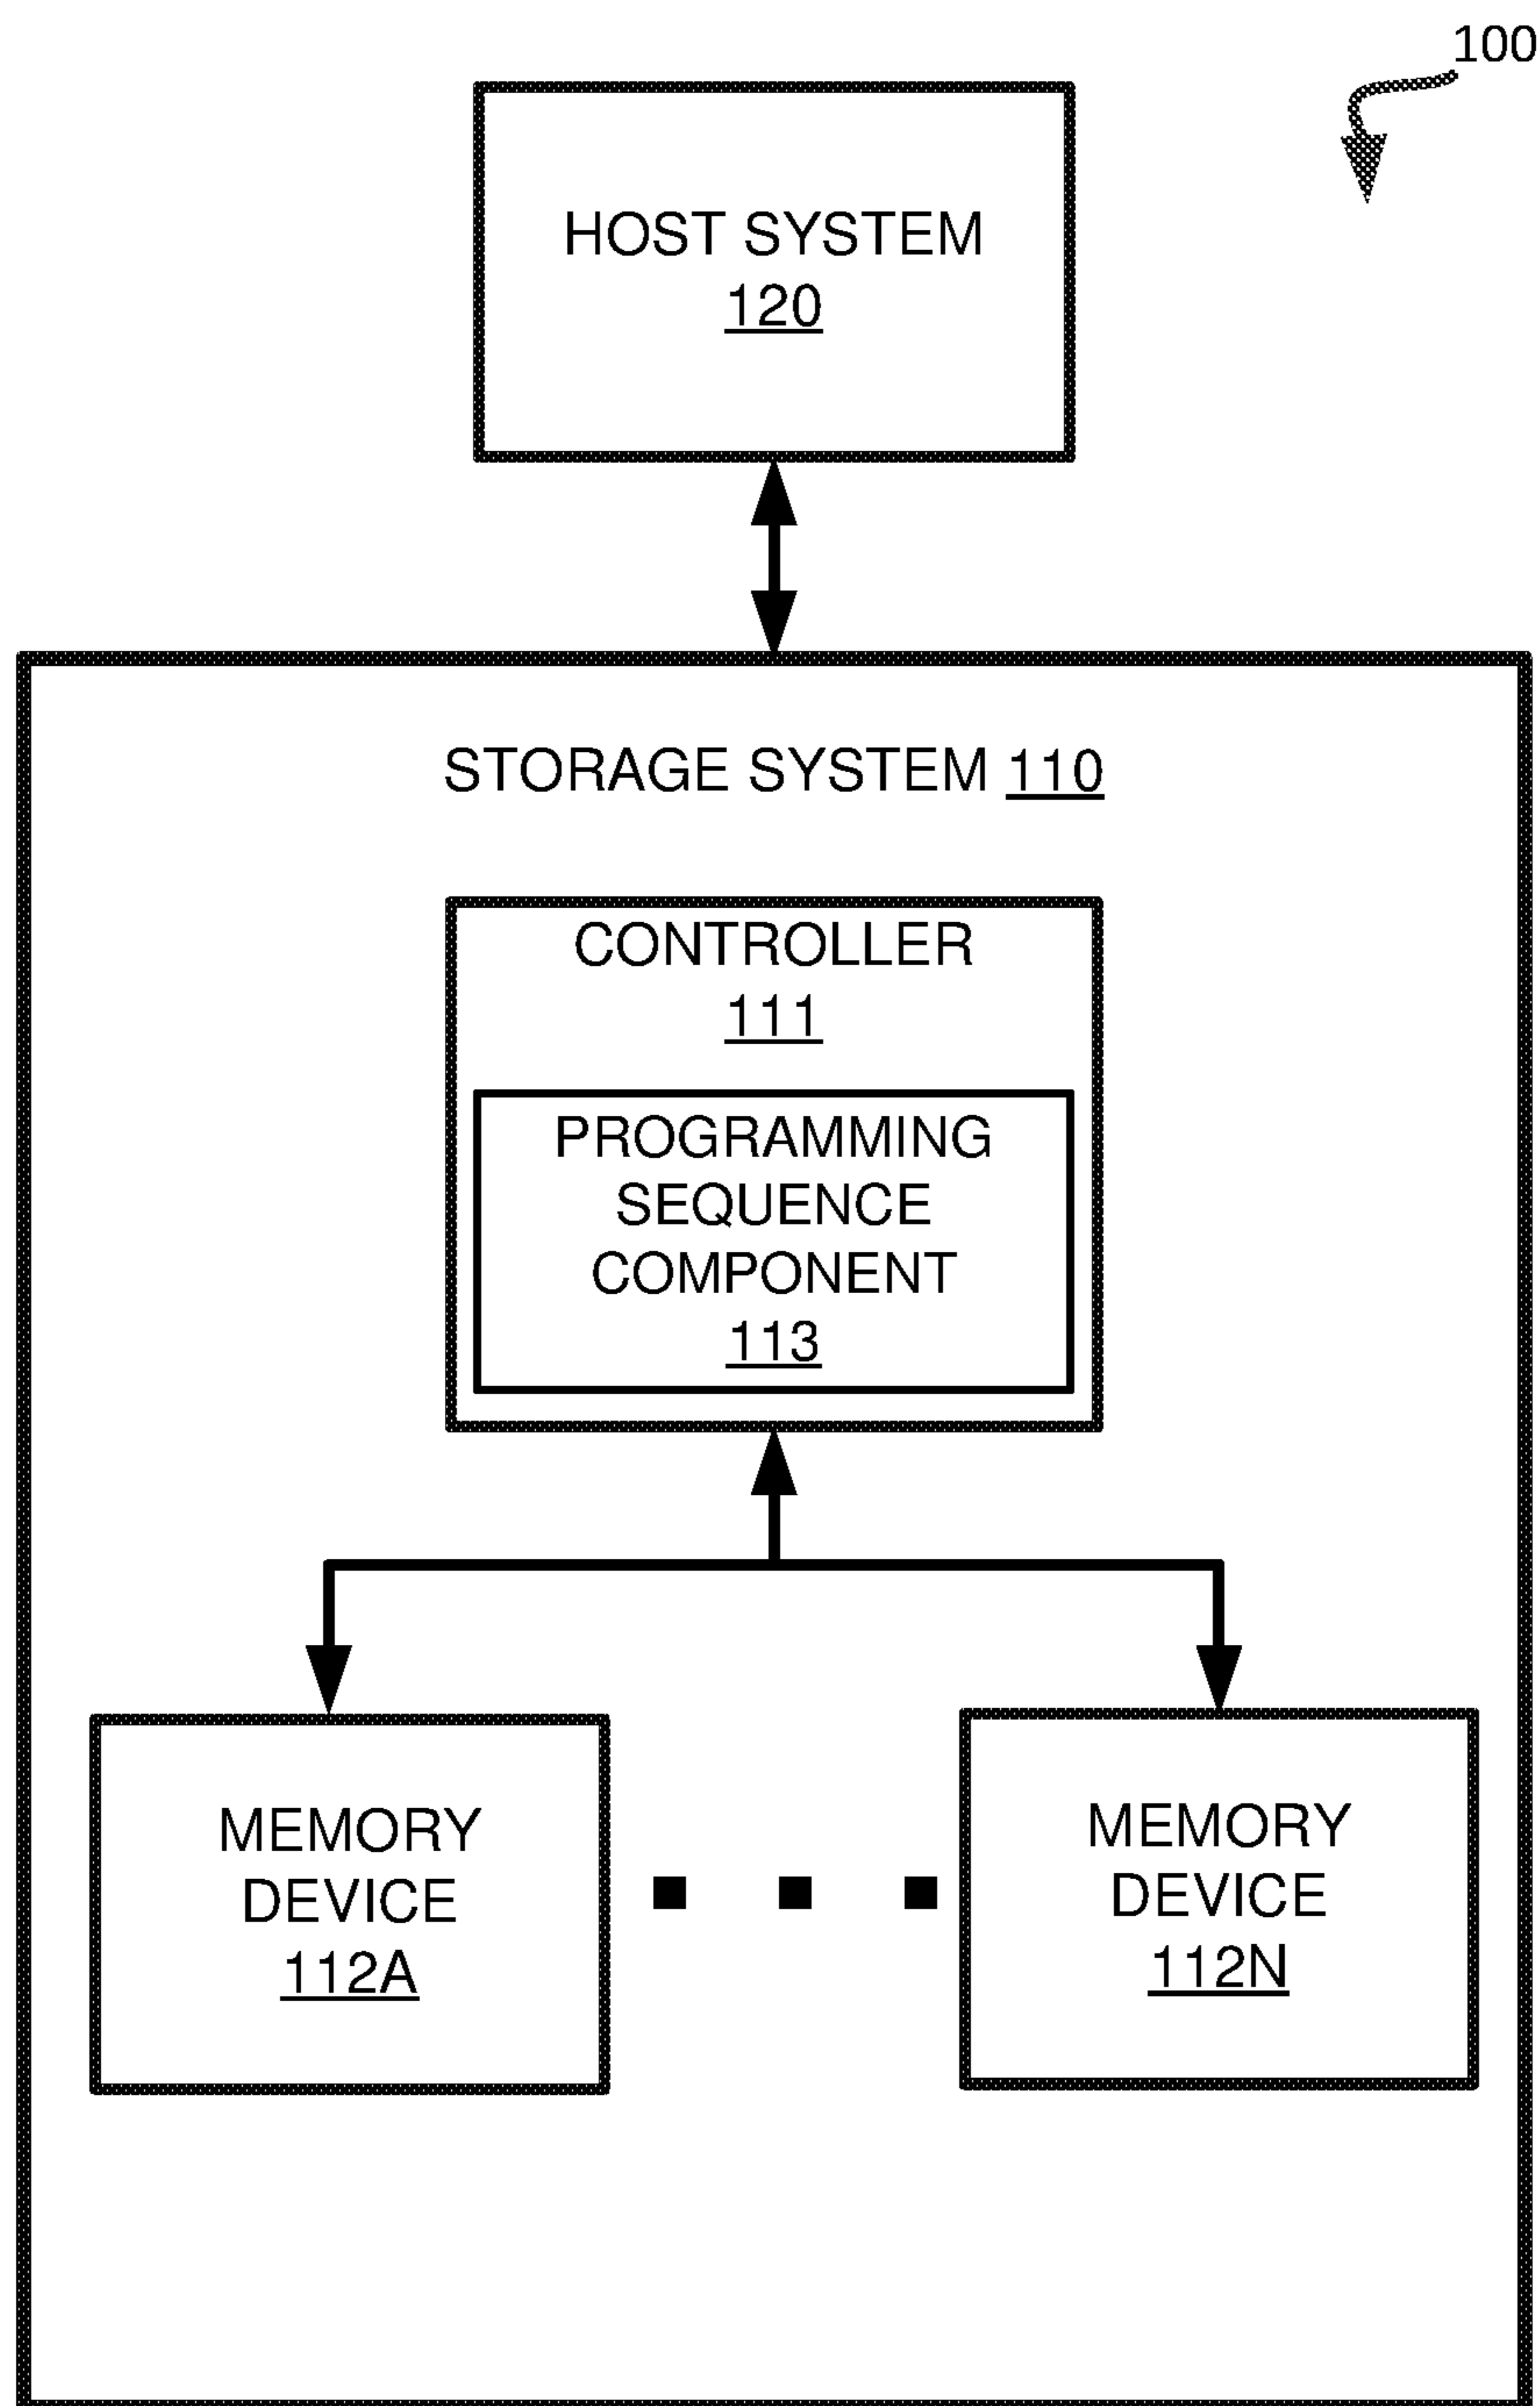 100
HOST SYSTEM
120
STORAGE SYSTEM 110
CONTROLLER
111
PROGRAMMING
SEQUENCE
COMPONENT
113
MEMORY
DEVICE
112A
MEMORY
DEVICE
112N